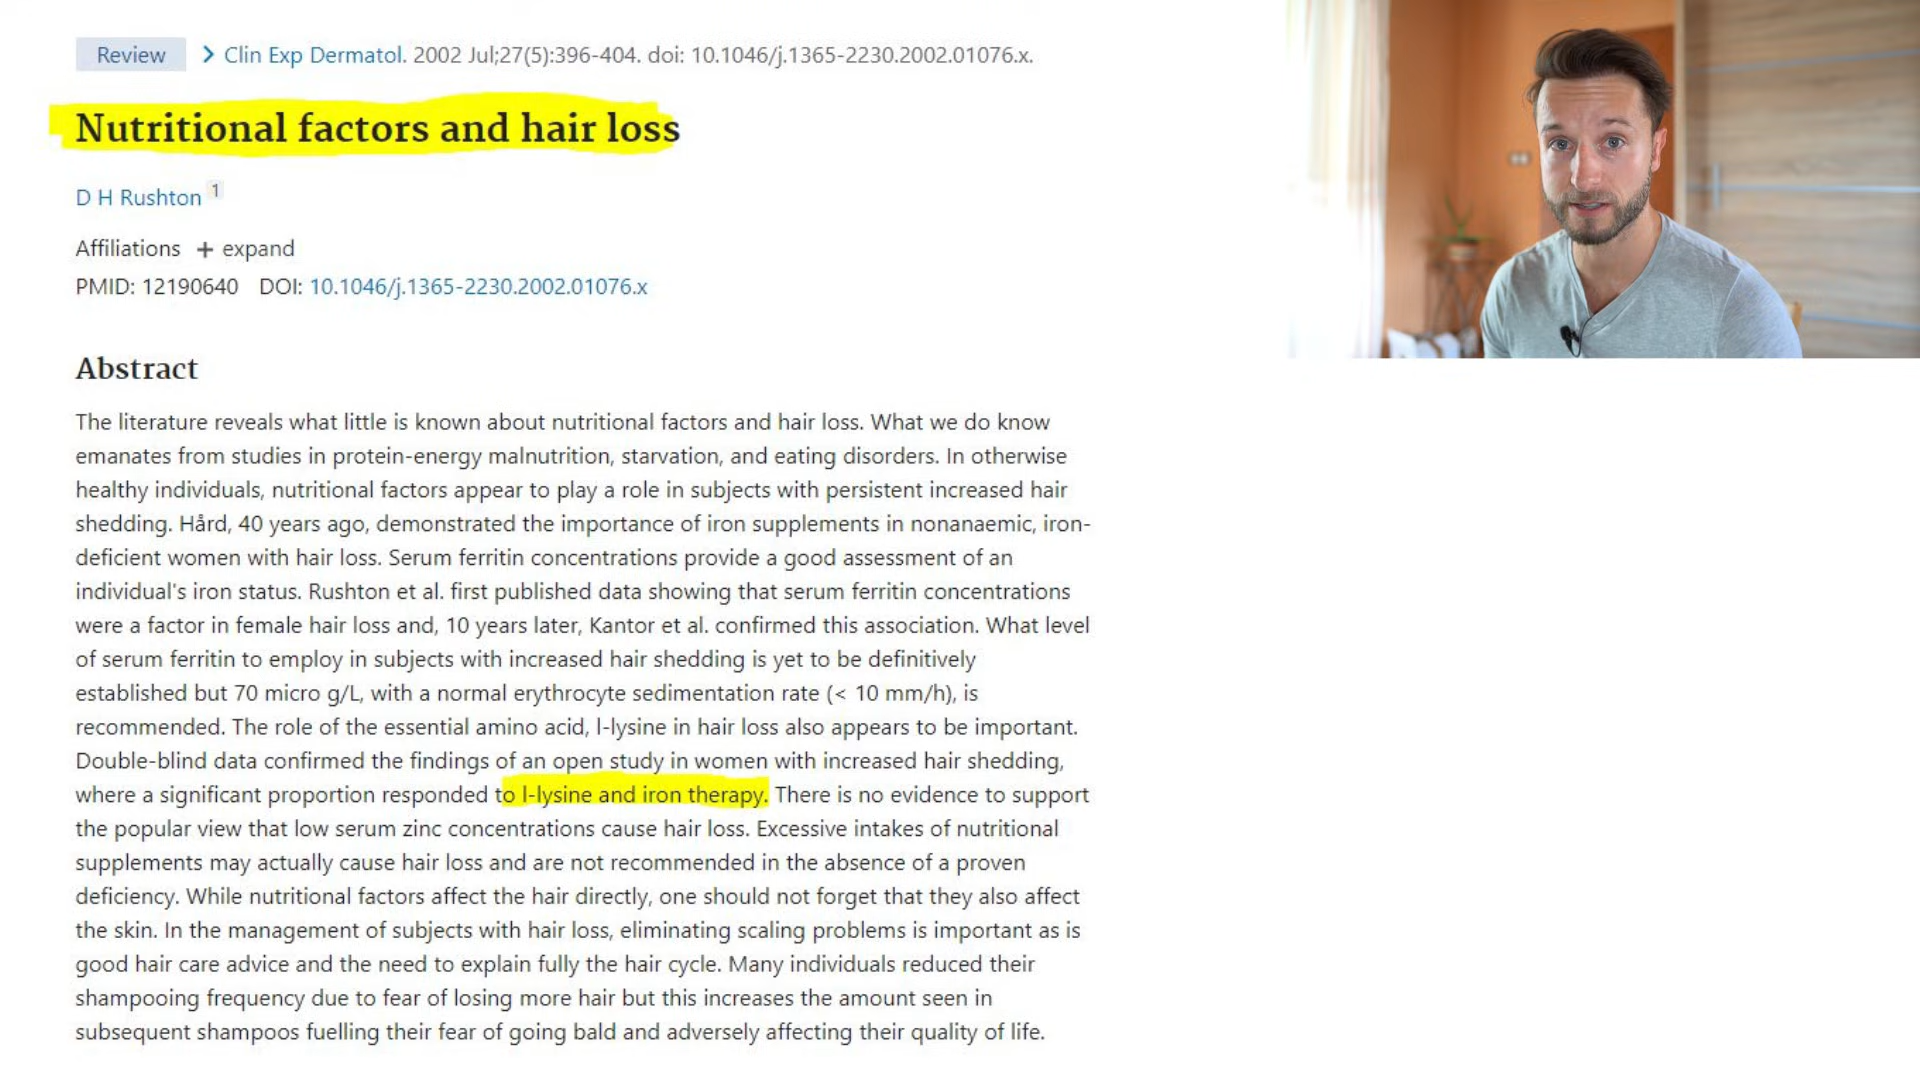 Review > Clin Exp Dermatol. 2002 Jul;27(5):396-404. doi: 10.1046/j.1365-2230.2002.01076.x.
Nutritional factors and hair loss
D H Rushton 1
Affiliations + expand
PMID: 12190640 DOI: 10.1046/j.1365-2230.2002.01076.x
Abstract
The literature reveals what little is known about nutritional factors and hair loss. What we do know
emanates from studies in protein-energy malnutrition, starvation, and eating disorders. In otherwise
healthy individuals, nutritional factors appear to play a role in subjects with persistent increased hair
shedding. Hård, 40 years ago, demonstrated the importance of iron supplements in nonanaemic, iron-
deficient women with hair loss. Serum ferritin concentrations provide a good assessment of an
individual's iron status. Rushton et al. first published data showing that serum ferritin concentrations
were a factor in female hair loss and, 10 years later, Kantor et al. confirmed this association. What level
of serum ferritin to employ in subjects with increased hair shedding is yet to be definitively
established but 70 micro g/L, with a normal erythrocyte sedimentation rate (< 10 mm/h), is
recommended. The role of the essential amino acid, l-lysine in hair loss also appears to be important.
Double-blind data confirmed the findings of an open study in women with increased hair shedding,
where a significant proportion responded to l-lysine and iron therapy. There is no evidence to support
the popular view that low serum zinc concentrations cause hair loss. Excessive intakes of nutritional
supplements may actually cause hair loss and are not recommended in the absence of a proven
deficiency. While nutritional factors affect the hair directly, one should not forget that they also affect
the skin. In the management of subjects with hair loss, eliminating scaling problems is important as is
good hair care advice and the need to explain fully the hair cycle. Many individuals reduced their
shampooing frequency due to fear of losing more hair but this increases the amount seen in
subsequent shampoos fuelling their fear of going bald and adversely affecting their quality of life.